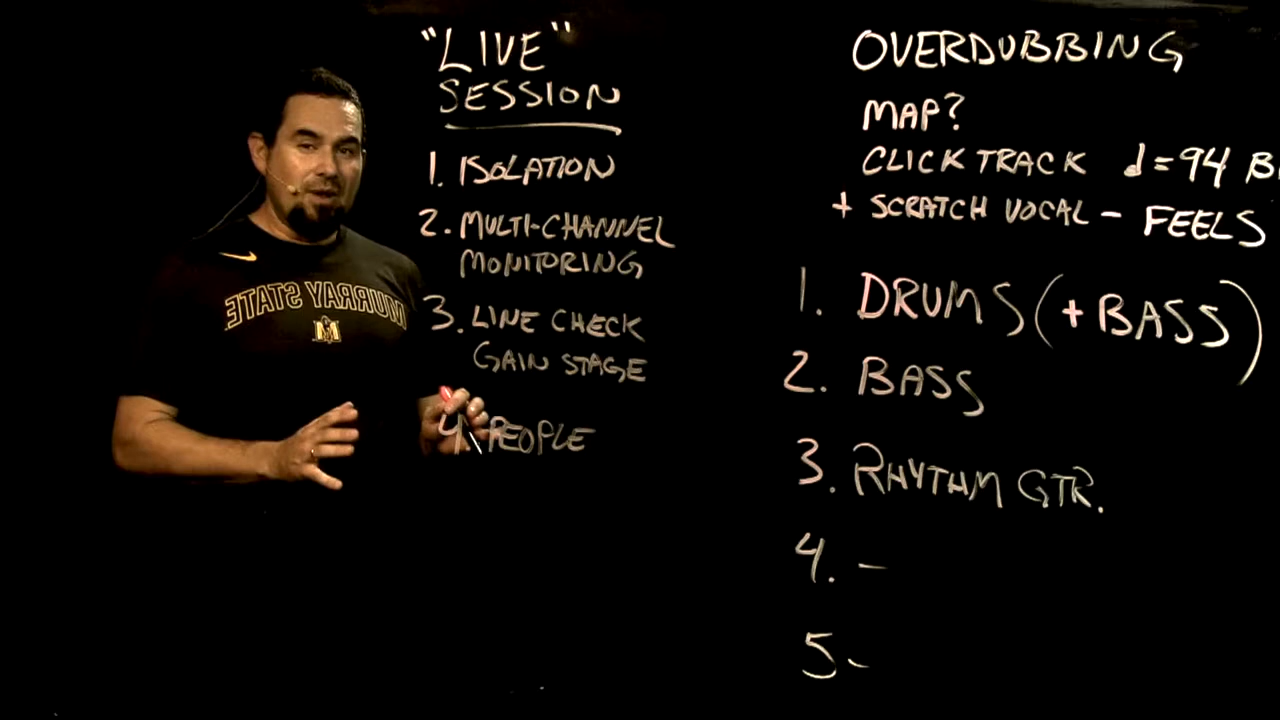 "LIVE"
SESSION
1. ISOLATION
2. MULTI-CHANNEL
MONITORING
3. LINE CHECK
GAIN STAGE
4. PEOPLE
OVERDUBBING
MAP?
CLICK TRACK ♩=94 B
+ SCRATCH VOCAL - FEELS
1. DRUMS (+ BASS)
2. BASS
3. RHYTHM GTR.
4. -
5 -
MURRAY STATE
M